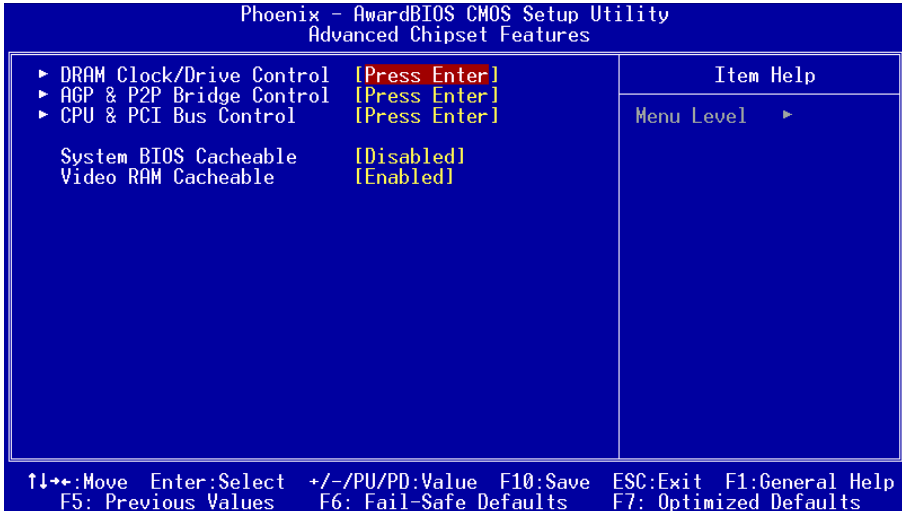 Phoenix - AwardBIOS CMOS Setup Utility
Advanced Chipset Features
► DRAM Clock/Drive Control [Press Enter]
► AGP & P2P Bridge Control [Press Enter]
► CPU & PCI Bus Control [Press Enter]
System BIOS Cacheable [Disabled]
Video RAM Cacheable [Enabled]
Item Help
Menu Level ►
↑↓→←:Move Enter:Select +/-/PU/PD:Value F10:Save ESC:Exit F1:General Help
F5: Previous Values F6: Fail-Safe Defaults F7: Optimized Defaults